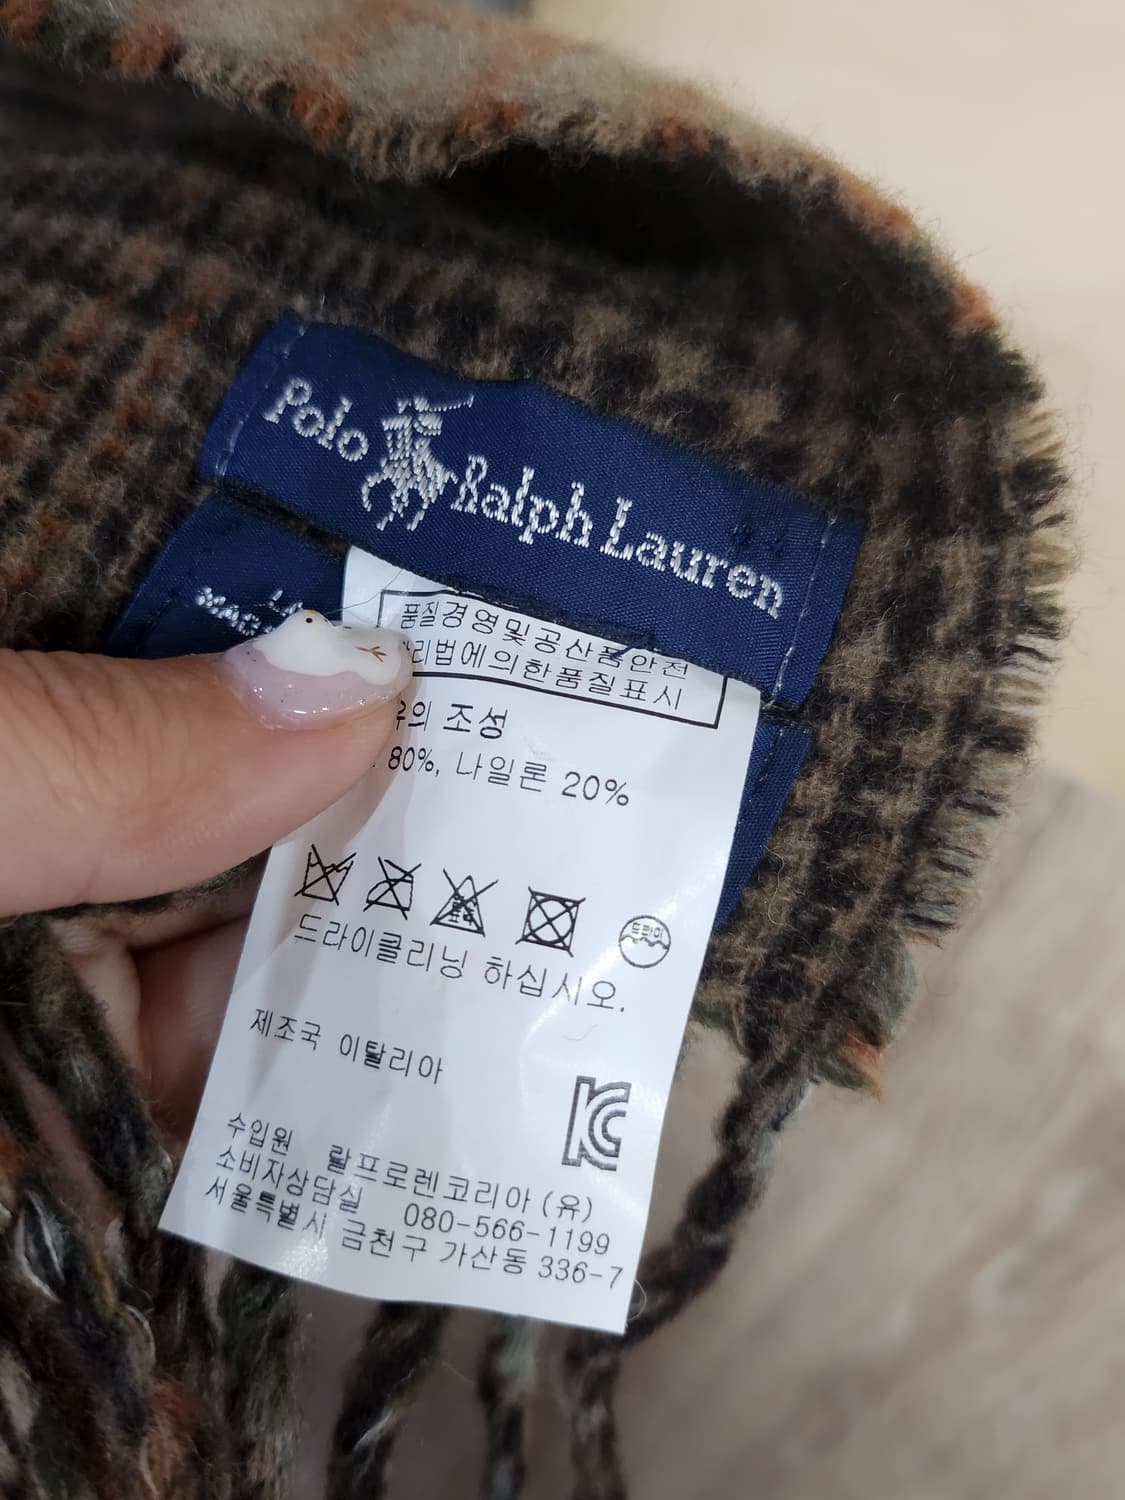 Polo Ralph Lauren
품질경영및공산품안전
리법에의한품질표시
의 조성
80%, 나일론 20%
드라이
드라이클리닝 하십시오.
제조국 이탈리아
수입원 랄프로렌코리아 (유)
소비자상담실 080-566-1199
서울특별시 금천구 가산동 336-7